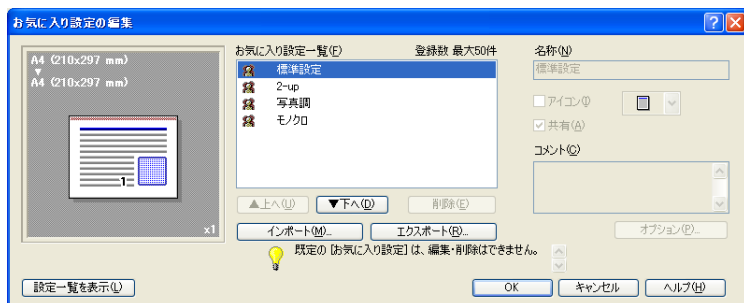 お気に入り設定の編集
A4 (210x297 mm)
A4 (210x297 mm)
1
x1
お気に入り設定一覧(F)
登録数 最大50件
標準設定
2-up
写真調
モノクロ
▲上へ(U)
▼下へ(D)
削除(E)
インポート(M)...
エクスポート(R)...
既定の [お気に入り設定] は、編集・削除はできません。
名称(N)
標準設定
アイコン(I)
共有(A)
コメント(C)
オプション(P)...
設定一覧を表示(L)
OK
キャンセル
ヘルプ(H)